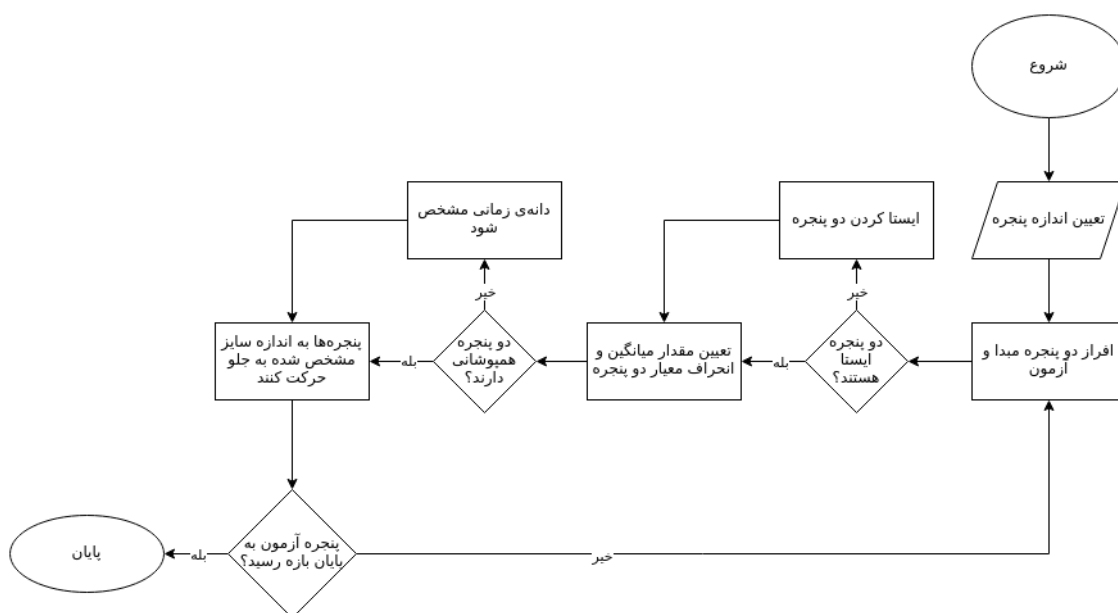 شروع
تعیین اندازه پنجره
افراز دو پنجره مبدا و
آزمون
دو پنجره
ایستا
هستند؟
خیر
ایستا کردن دو پنجره
بله
تعیین مقدار میانگین و
انحراف معیار دو پنجره
دو پنجره
همپوشانی
دارند؟
خیر
دانه‌ی زمانی مشخص
شود
بله
پنجره‌ها به اندازه سایز
مشخص شده به جلو
حرکت کنند
پنجره آزمون به
پایان بازه رسید؟
خیر
بله
پایان